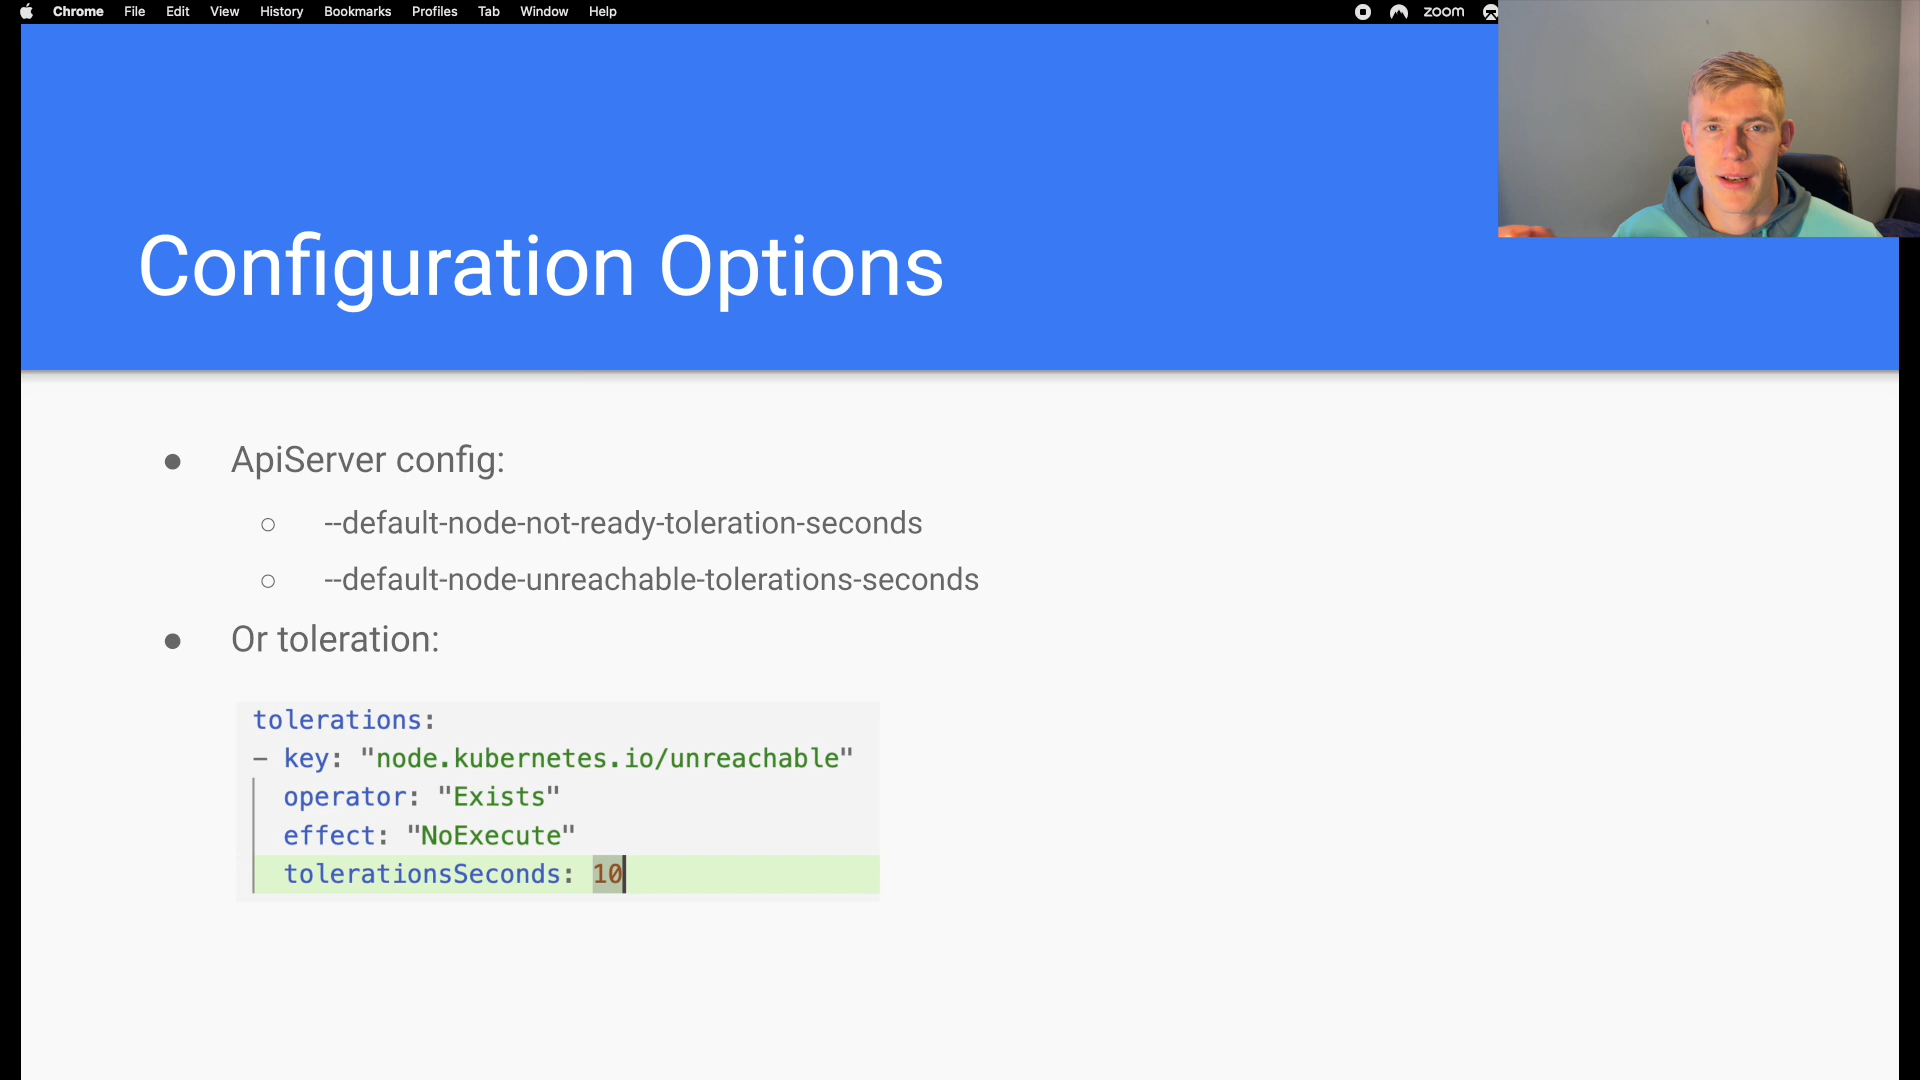 Chrome File Edit View History Bookmarks Profiles Tab Window Help zoom
Configuration Options
● ApiServer config:
○ --default-node-not-ready-toleration-seconds
○ --default-node-unreachable-tolerations-seconds
● Or toleration:
tolerations:
- key: "node.kubernetes.io/unreachable"
operator: "Exists"
effect: "NoExecute"
tolerationsSeconds: 10